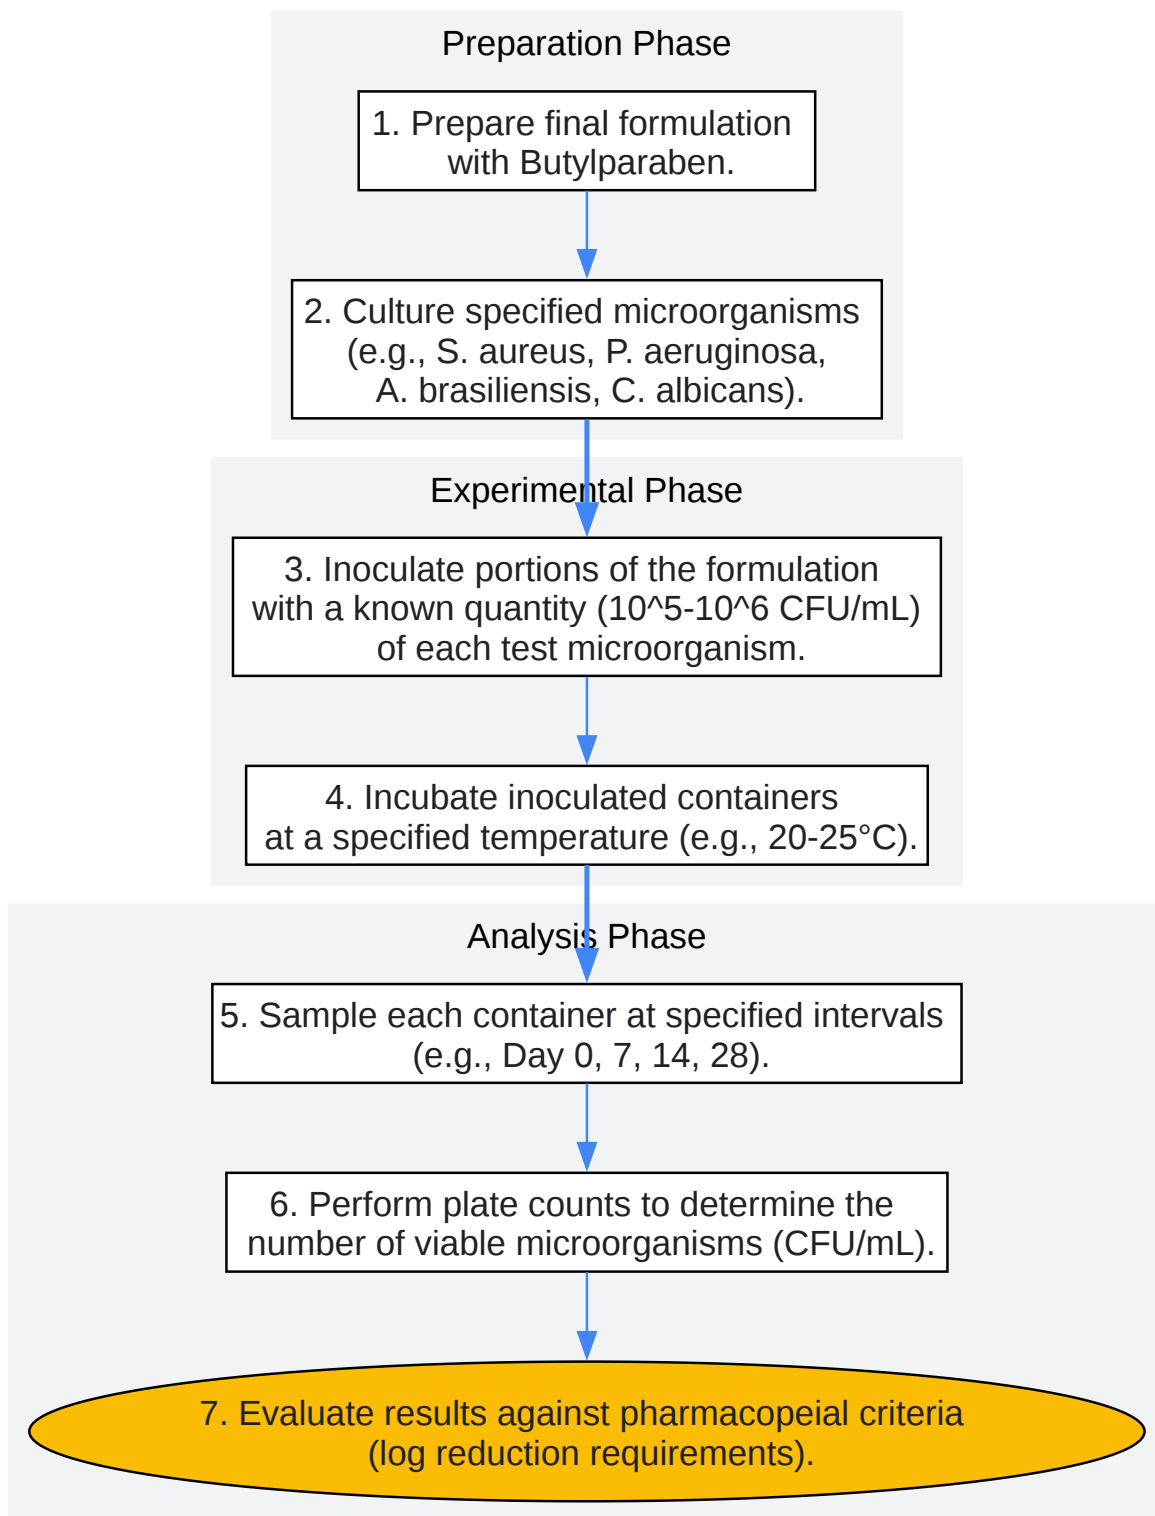 Preparation Phase
1. Prepare final formulation
with Butylparaben.
2. Culture specified microorganisms
(e.g., S. aureus, P. aeruginosa,
A. brasiliensis, C. albicans).
Experimental Phase
3. Inoculate portions of the formulation
with a known quantity (10^5-10^6 CFU/mL)
of each test microorganism.
4. Incubate inoculated containers
at a specified temperature (e.g., 20-25°C).
Analysis Phase
5. Sample each container at specified intervals
(e.g., Day 0, 7, 14, 28).
6. Perform plate counts to determine the
number of viable microorganisms (CFU/mL).
7. Evaluate results against pharmacopeial criteria
(log reduction requirements).